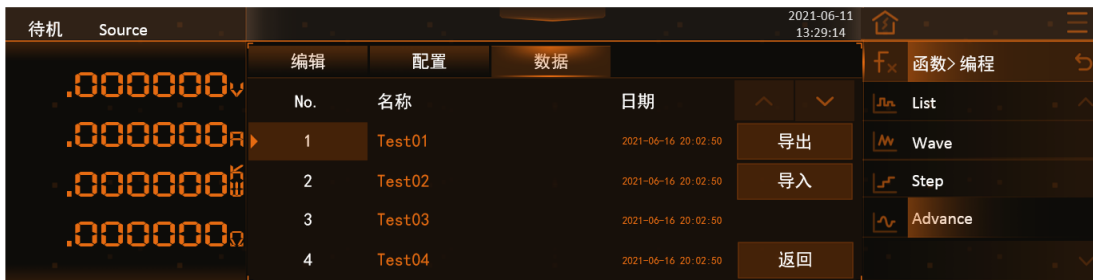 待机 Source 2021-06-11
13:29:14
编辑 配置 数据
函数>编程
.000000V
.000000A
.000000KW
.000000Ω
No. 名称 日期
1 Test01 2021-06-16 20:02:50 导出
2 Test02 2021-06-16 20:02:50 导入
3 Test03 2021-06-16 20:02:50
4 Test04 2021-06-16 20:02:50 返回
List
Wave
Step
Advance